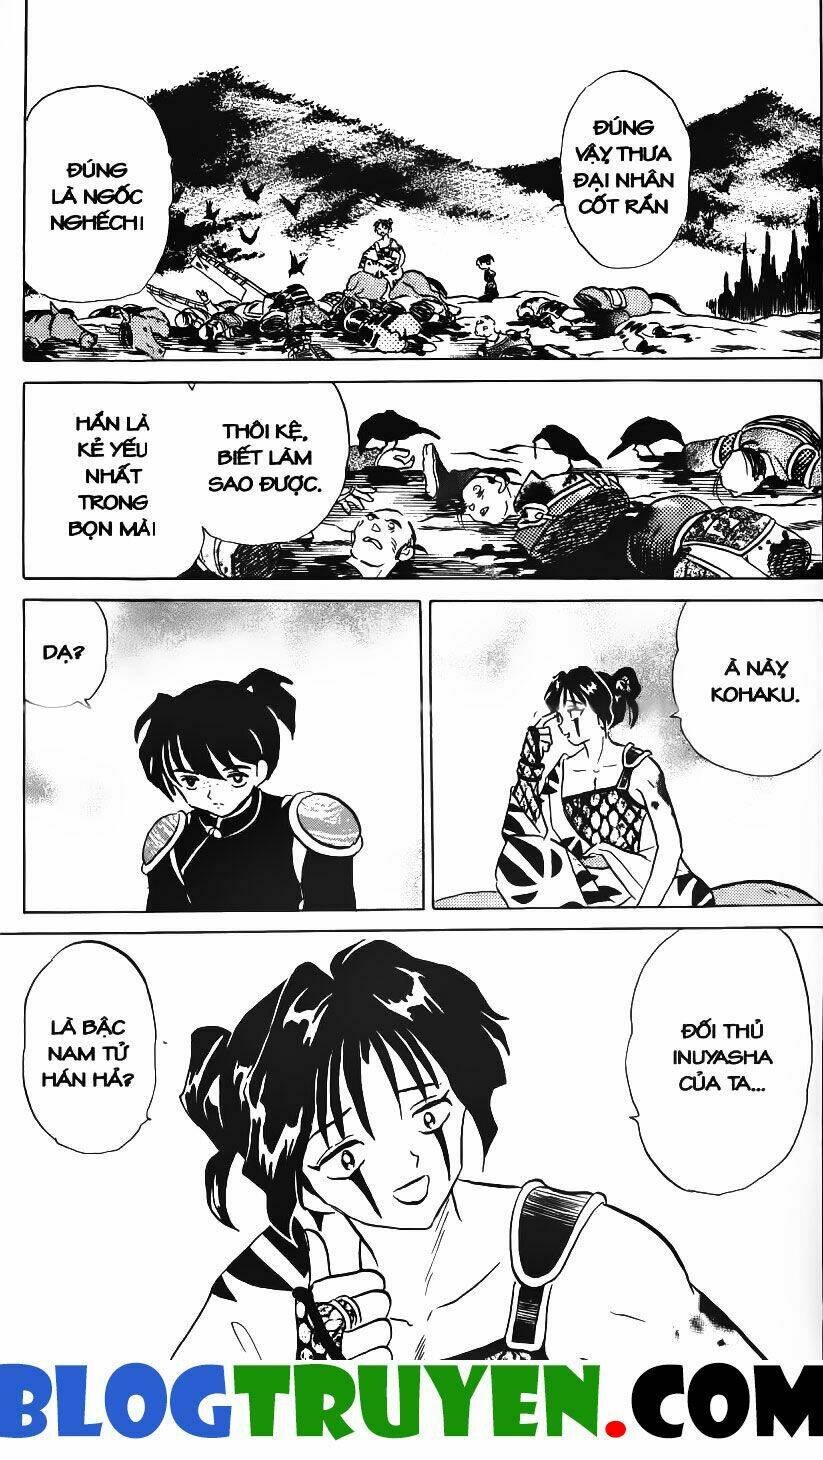 ĐÚNG
VẬY, THƯA
ĐẠI NHÂN
CỐT RẮN
ĐÚNG
LÀ NGỐC
NGHẾCH!
THÔI KỆ,
BIẾT LÀM
SAO ĐƯỢC.
HẮN LÀ
KẺ YẾU
NHẤT
TRONG
BỌN MÀ!
À NÀY,
KOHAKU.
DẠ?
ĐỐI THỦ
INUYASHA
CỦA TA...
LÀ BẬC
NAM TỬ
HÁN HẢ?
BLOGTRUYEN.COM